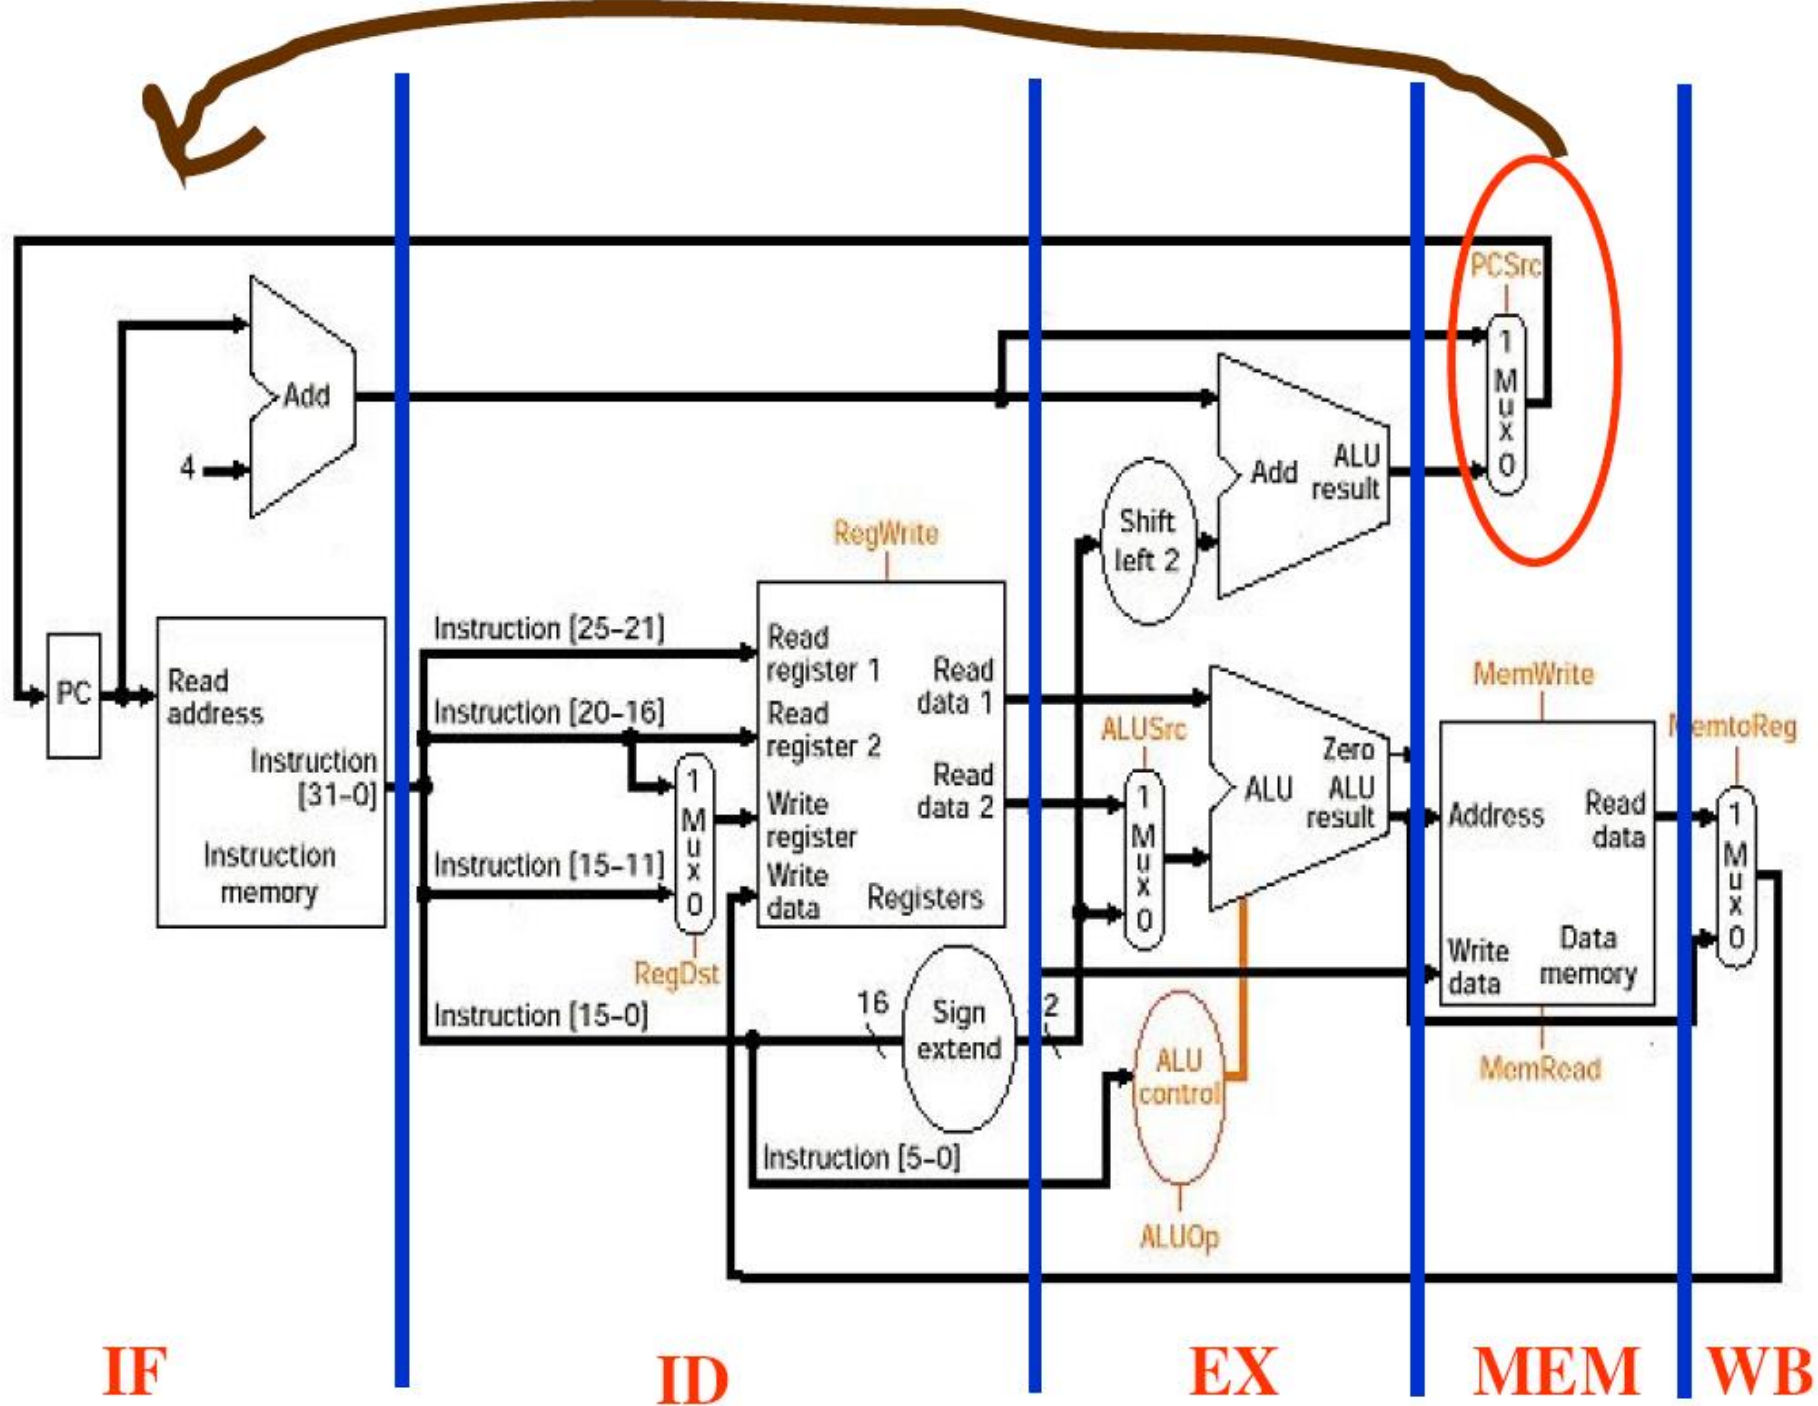 PCSrc
1
M
u
x
0
Add
4
Add
ALU
result
Shift
left 2
RegWrite
Instruction [25-21]
Read
register 1
Read
data 1
PC
Read
address
Instruction
[31-0]
Instruction
memory
Instruction [20-16]
Read
register 2
Read
data 2
1
M
u
x
0
Write
register
Instruction [15-11]
Write
data
Registers
RegDst
ALUSrc
1
M
u
x
0
Zero
ALU
ALU
result
MemWrite
Address
Read
data
Write
data
Data
memory
MemRead
MemtoReg
1
M
u
x
0
Instruction [15-0]
16
Sign
extend
2
ALU
control
Instruction [5-0]
ALUOp
IF
ID
EX
MEM
WB